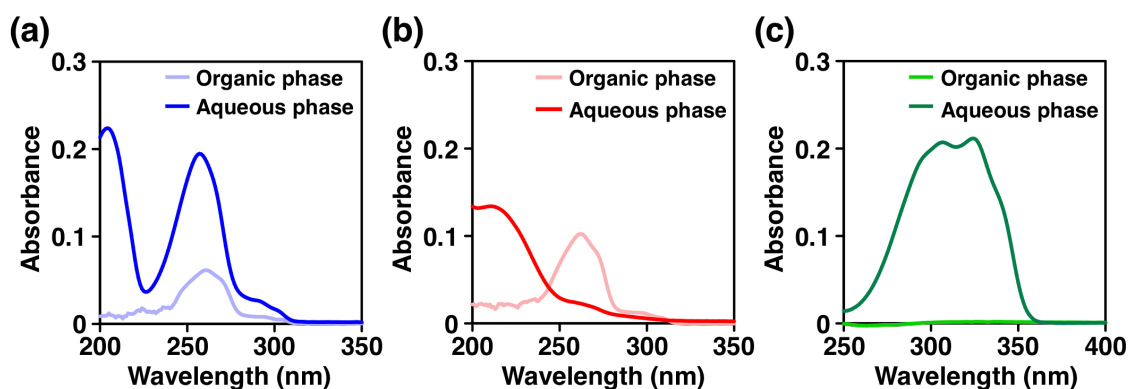 (a)
0.3
0.2
0.1
0
Absorbance
Organic phase
Aqueous phase
200 250 300 350
Wavelength (nm)
(b)
0.3
0.2
0.1
0
Absorbance
Organic phase
Aqueous phase
200 250 300 350
Wavelength (nm)
(c)
0.3
0.2
0.1
0
Absorbance
Organic phase
Aqueous phase
250 300 350 400
Wavelength (nm)